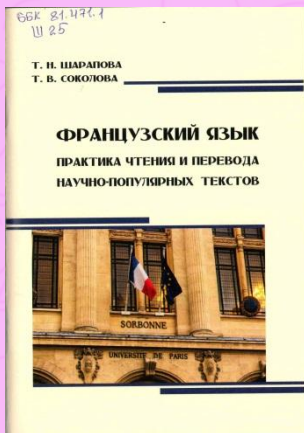 ББК 81.471.1
Ш 25
Т. Н. ШАРАПОВА
Т. В. СОКОЛОВА
ФРАНЦУЗСКИЙ ЯЗЫК
ПРАКТИКА ЧТЕНИЯ И ПЕРЕВОДА
НАУЧНО-ПОПУЛЯРНЫХ ТЕКСТОВ
SORBONNE
UNIVERSITE DE PARIS